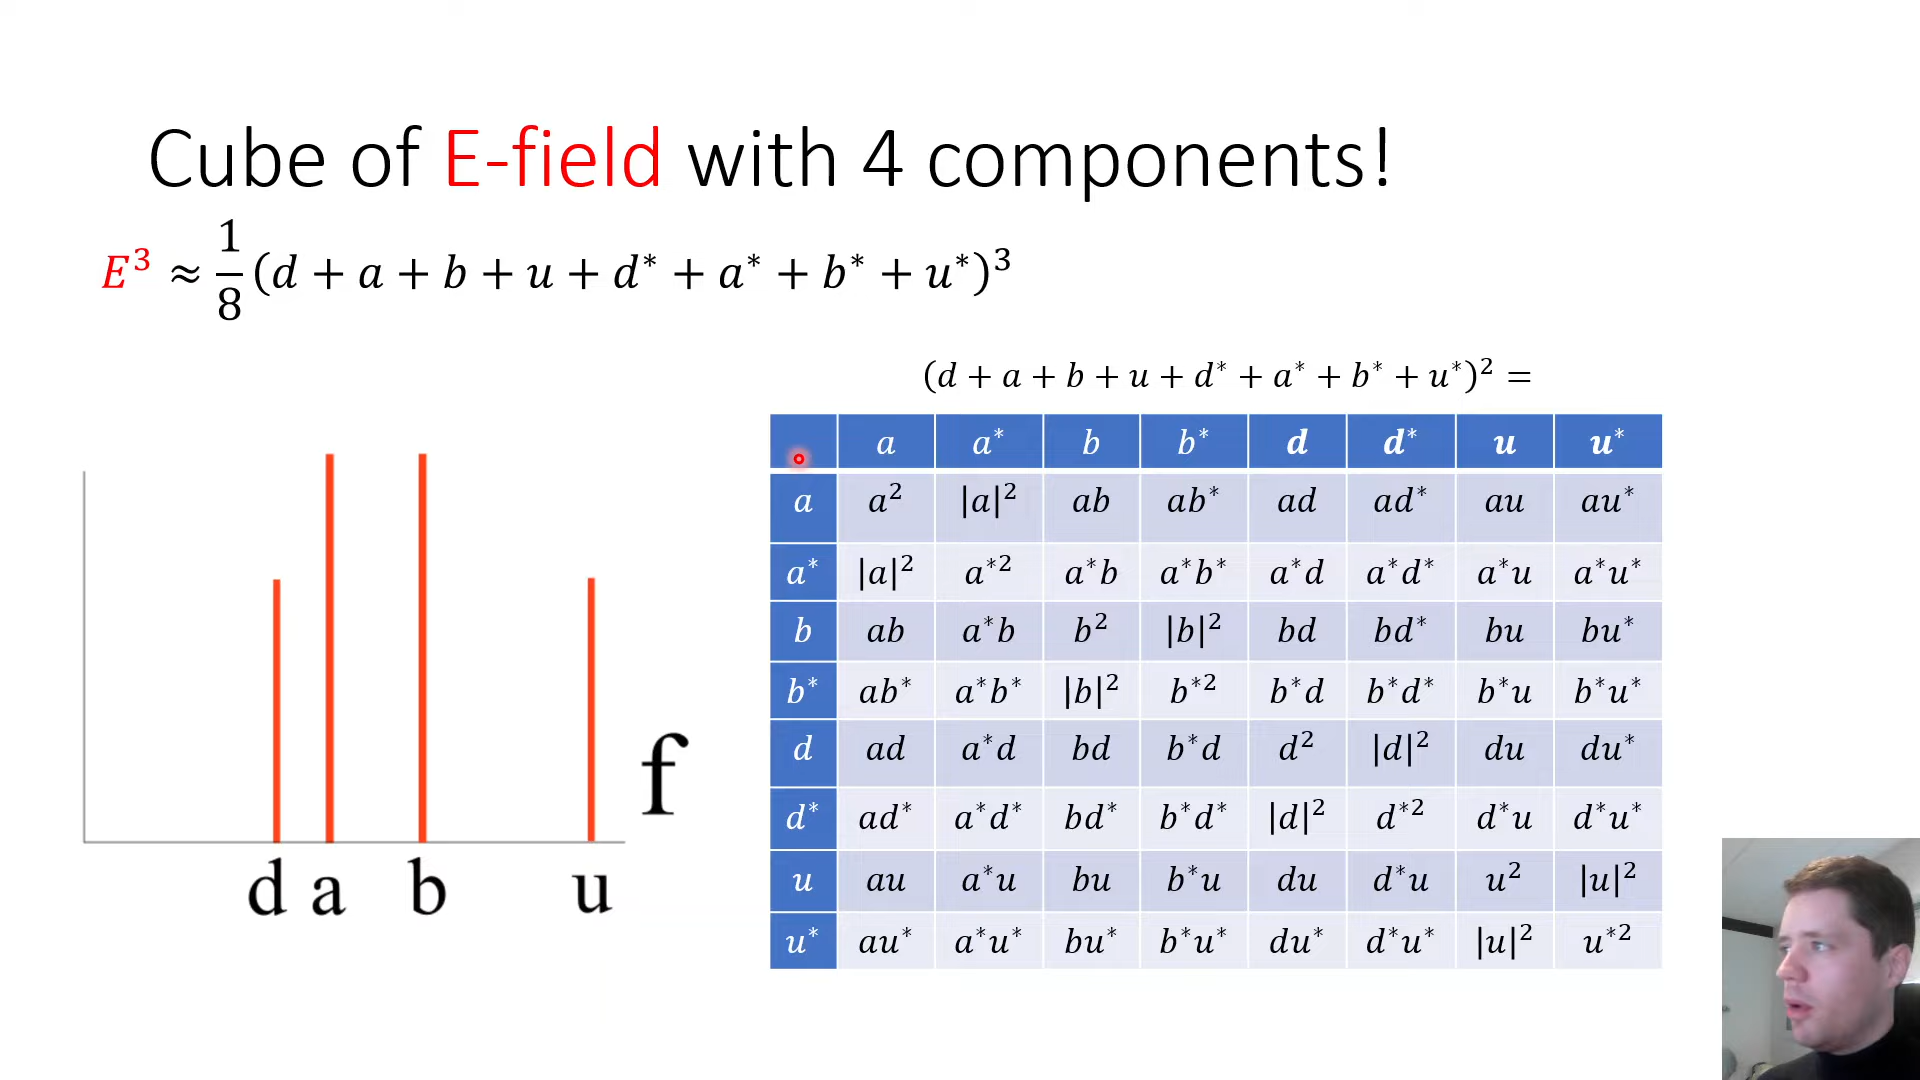 Cube of E-field with 4 components!
E³ ≈ 1/8 (d + a + b + u + d* + a* + b* + u*)³
(d + a + b + u + d* + a* + b* + u*)² =
a a* b b* d d* u u*
a a² |a|² ab ab* ad ad* au au*
a* |a|² a*² a*b a*b* a*d a*d* a*u a*u*
b ab a*b b² |b|² bd bd* bu bu*
b* ab* a*b* |b|² b*² b*d b*d* b*u b*u*
d ad a*d bd b*d d² |d|² du du*
d* ad* a*d* bd* b*d* |d|² d*² d*u d*u*
u au a*u bu b*u du d*u u² |u|²
u* au* a*u* bu* b*u* du* d*u* |u|² u*²
f
d a b u